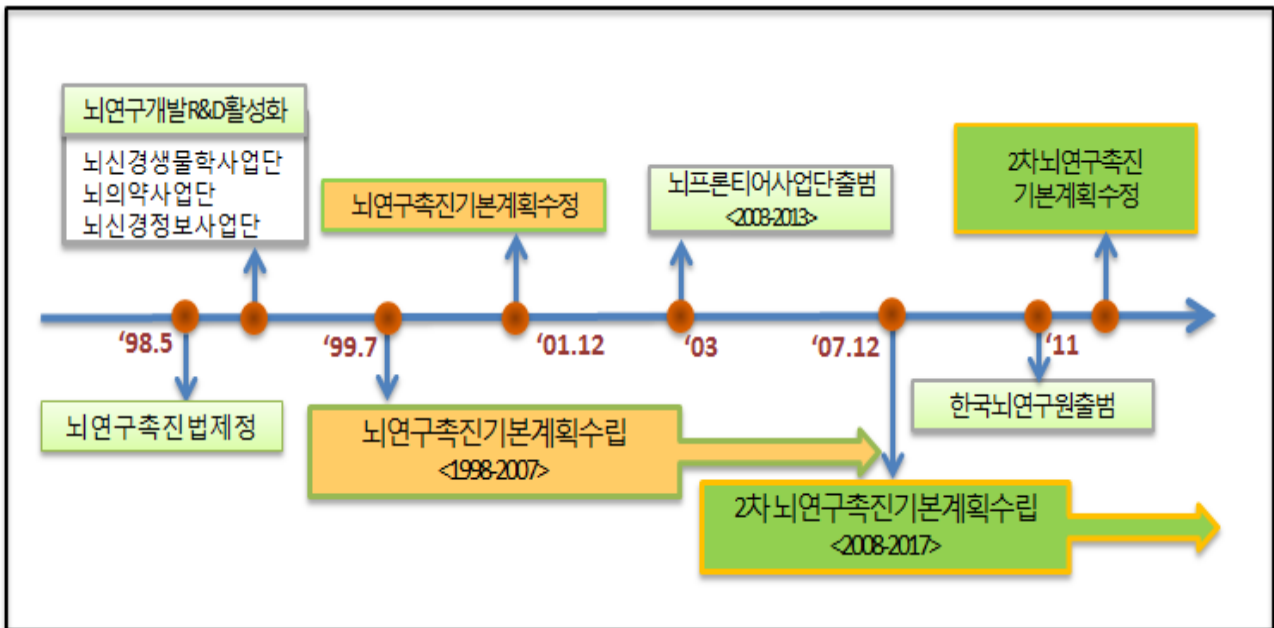 뇌연구개발R&D활성화
뇌신경생물학사업단
뇌의약사업단
뇌신경정보사업단
뇌연구촉진기본계획수정
뇌프론티어사업단출범
<2003-2013>
2차뇌연구촉진
기본계획수정
‘98.5
‘99.7
‘01.12
‘03
‘07.12
‘11
뇌연구촉진법제정
뇌연구촉진기본계획수립
<1998-2007>
한국뇌연구원출범
2차 뇌연구촉진기본계획수립
<2008-2017>